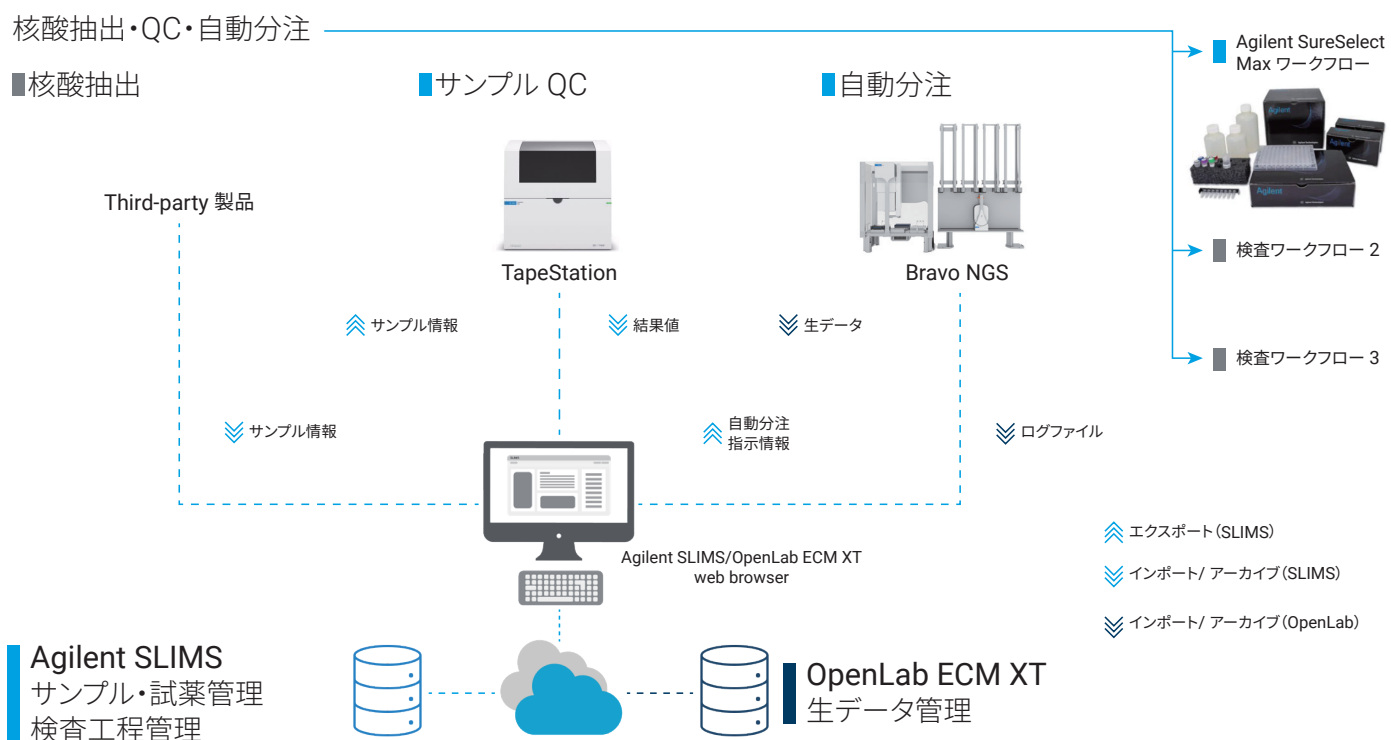 核酸抽出・QC・自動分注
Agilent SureSelect
Max ワークフロー
核酸抽出
サンプル QC
自動分注
Agilent
Agilent
Agilent
Third-party 製品
TapeStation
Bravo NGS
検査ワークフロー 2
サンプル情報
結果値
生データ
検査ワークフロー 3
サンプル情報
自動分注
指示情報
ログファイル
SLIMS
エクスポート（SLIMS）
Agilent SLIMS/OpenLab ECM XT
web browser
インポート/ アーカイブ（SLIMS）
インポート/ アーカイブ（OpenLab）
Agilent SLIMS
サンプル・試薬管理
検査工程管理
OpenLab ECM XT
生データ管理